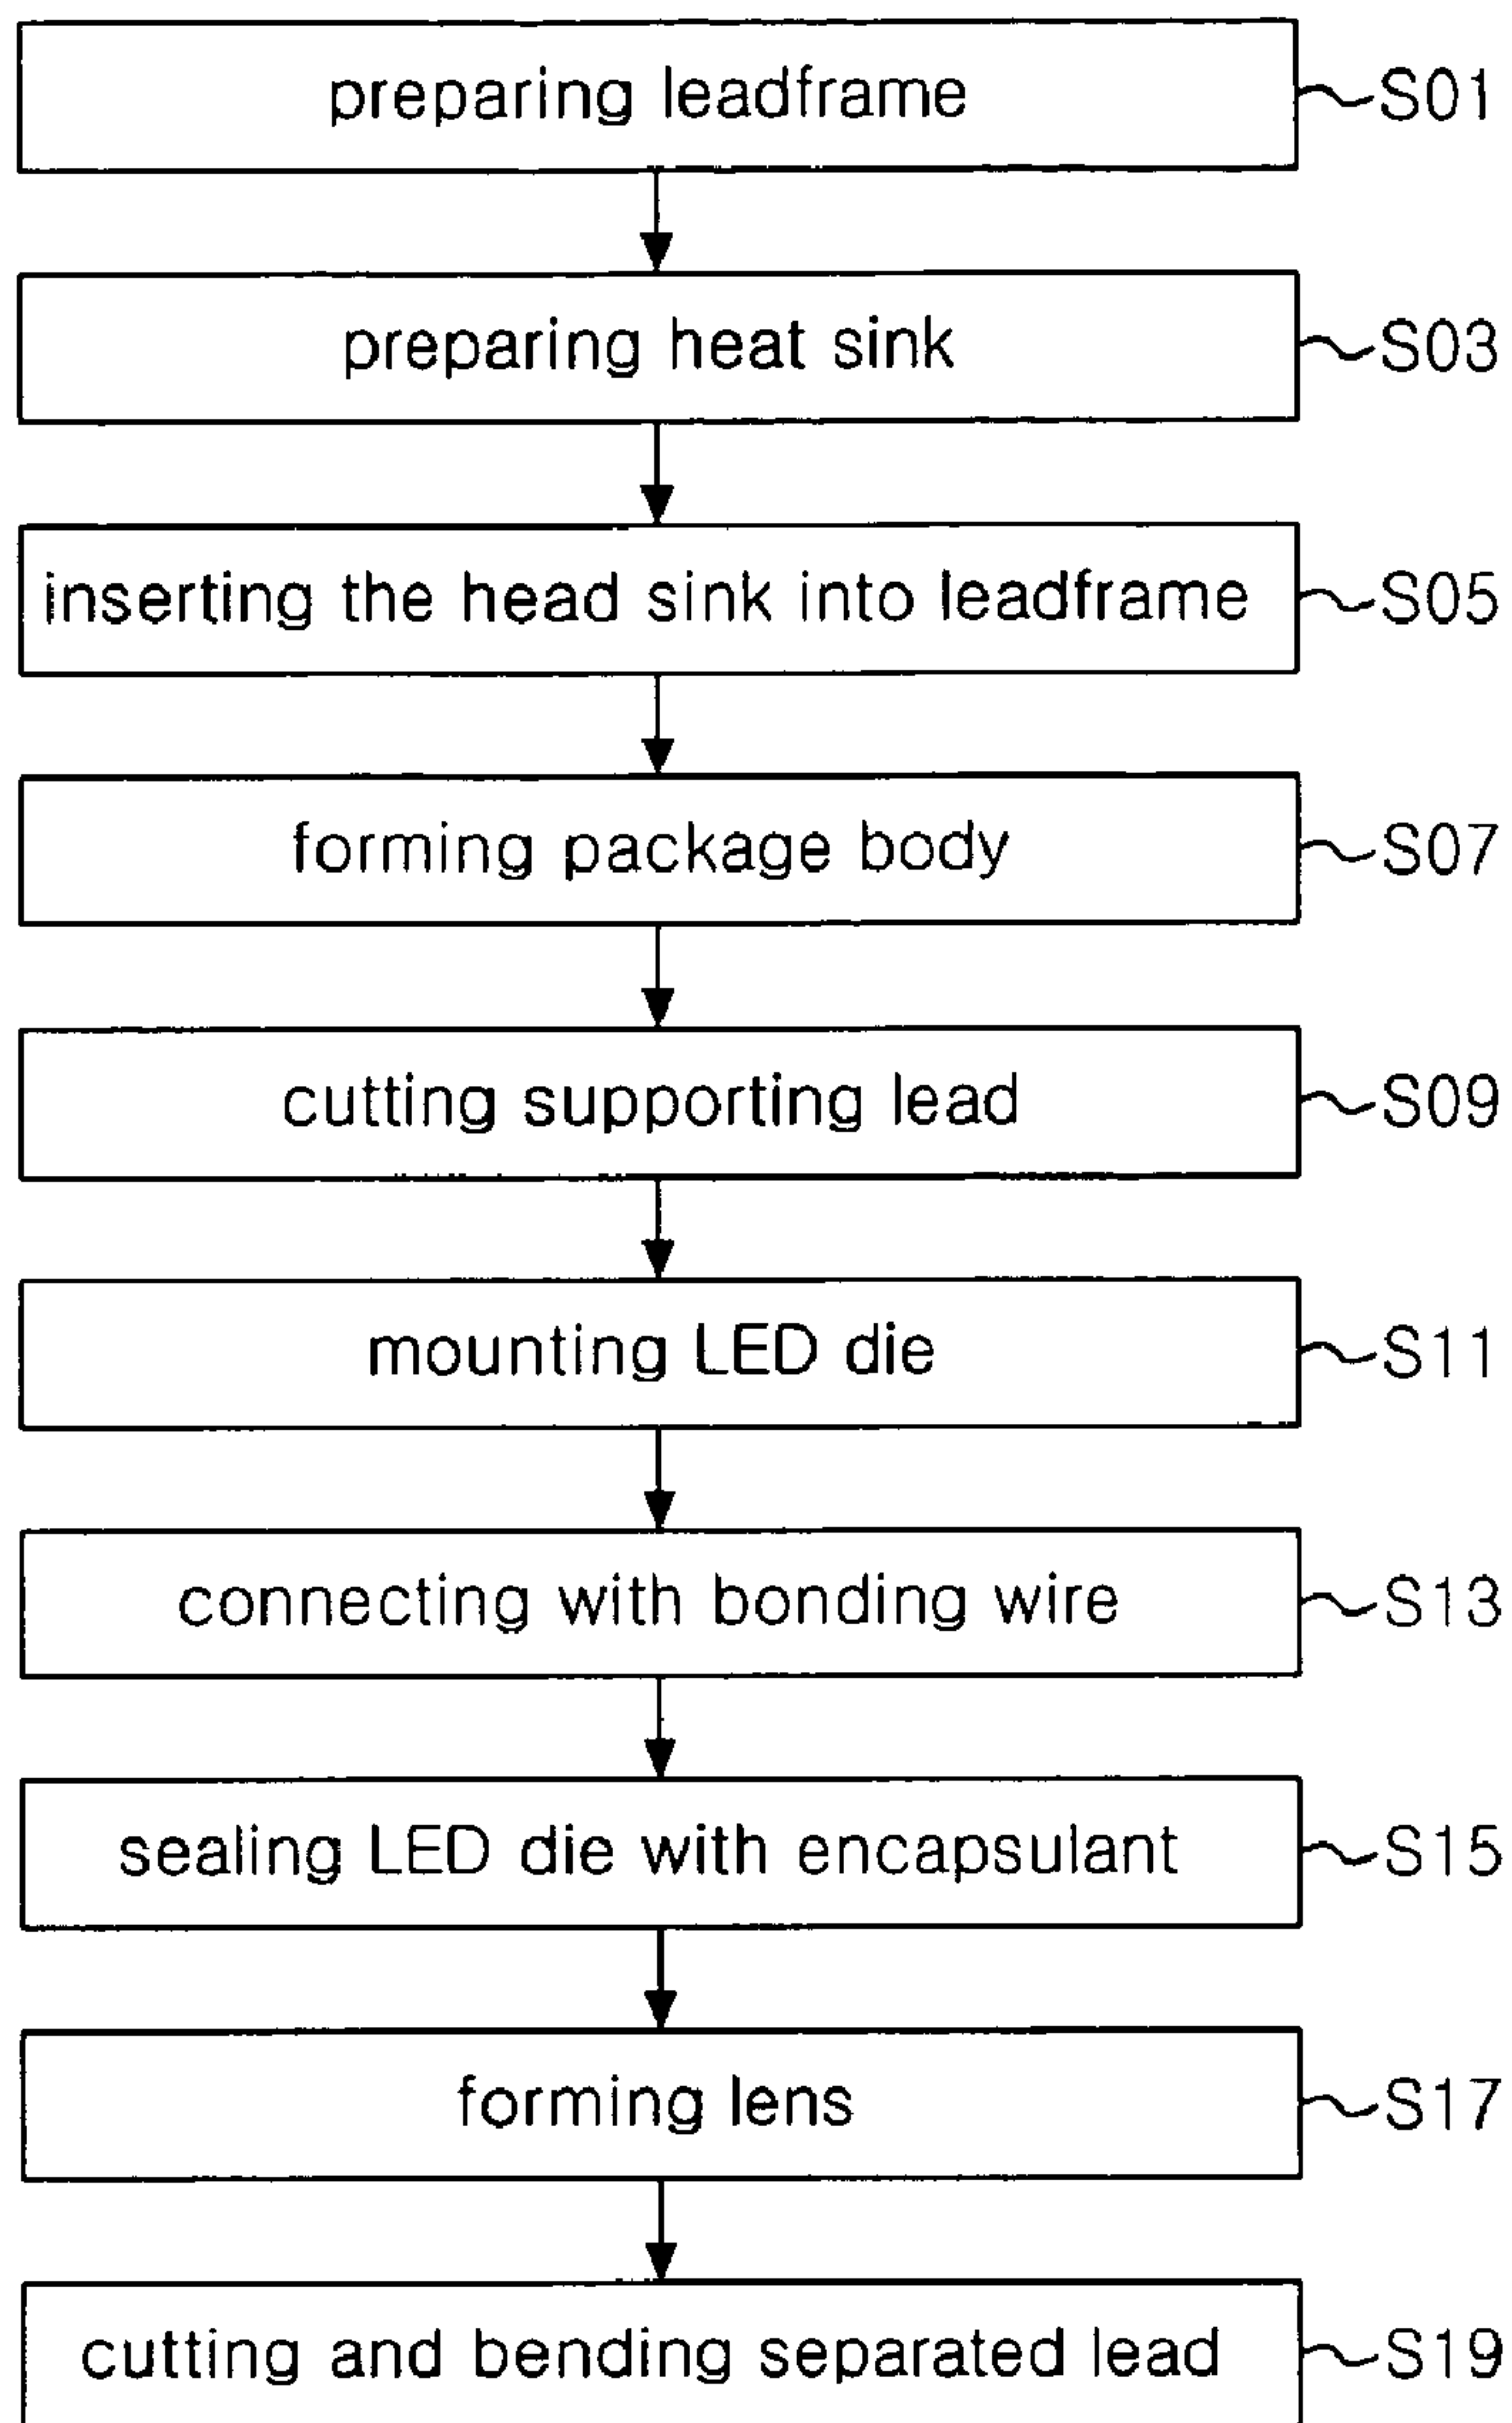 preparing leadframe S01
preparing heat sink S03
inserting the head sink into leadframe S05
forming package body S07
cutting supporting lead S09
mounting LED die S11
connecting with bonding wire S13
sealing LED die with encapsulant S15
forming lens S17
cutting and bending separated lead S19